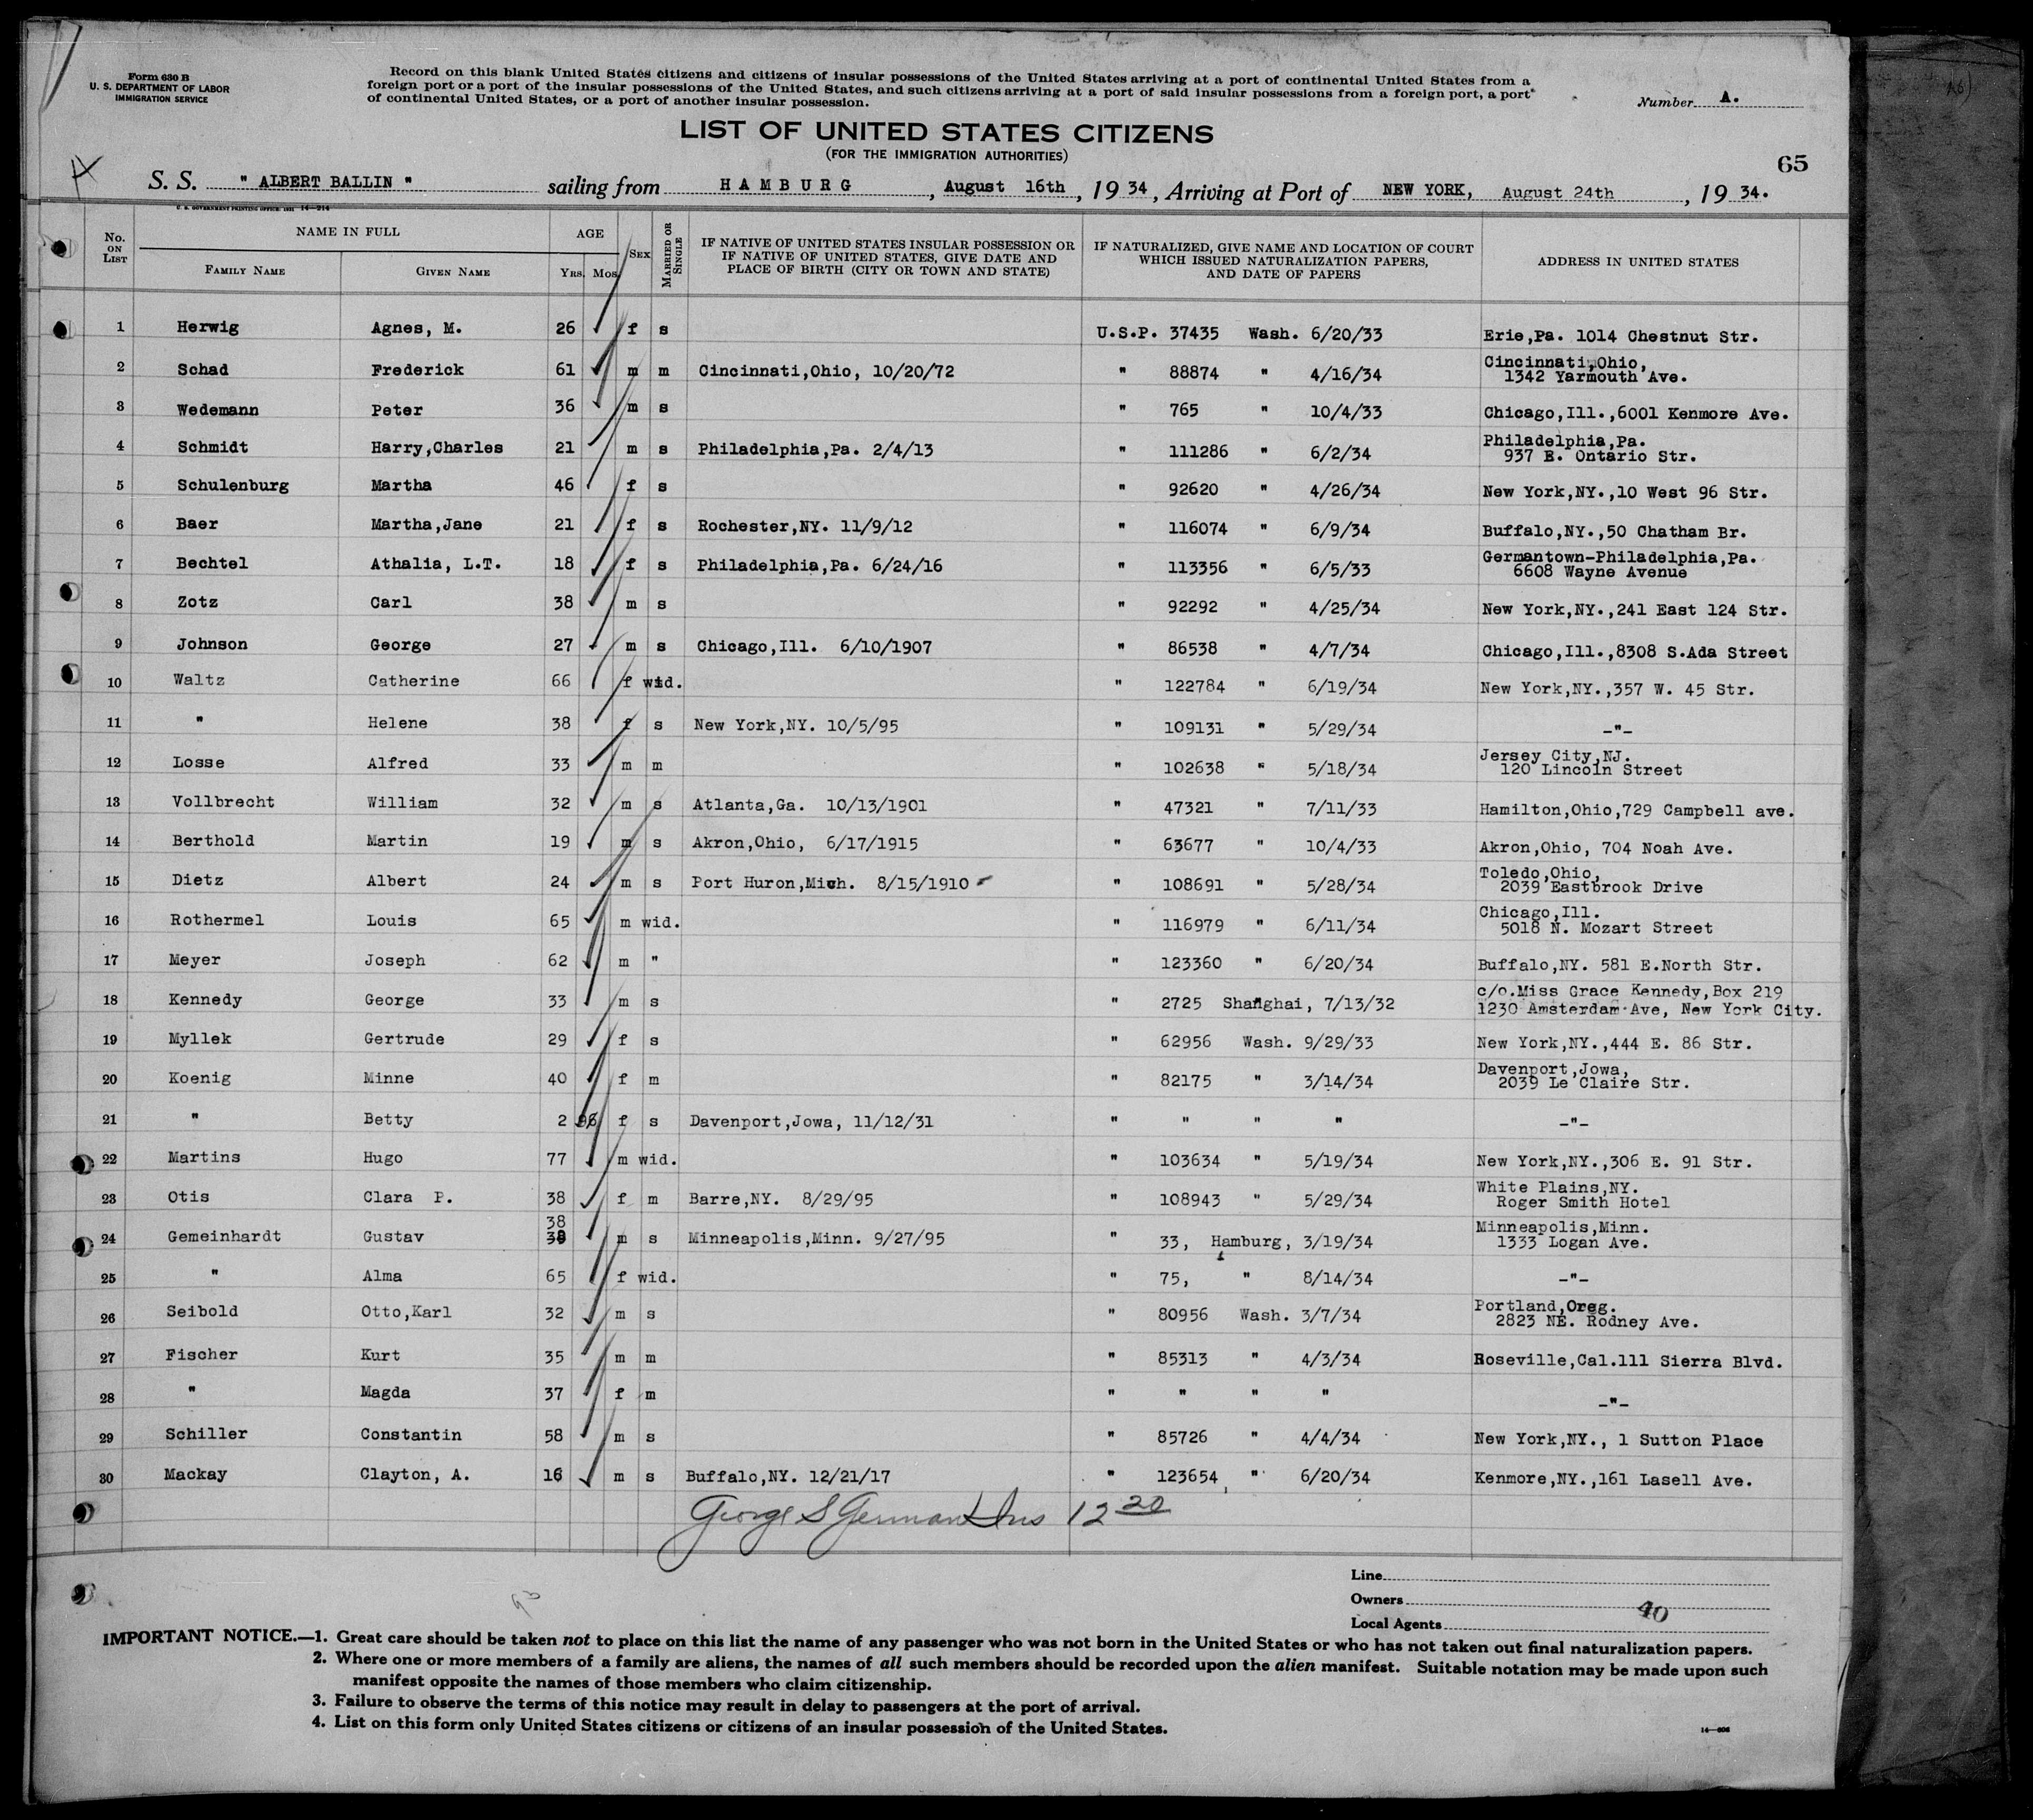 Form 630 B
U. S. DEPARTMENT OF LABOR
IMMIGRATION SERVICE
Record on this blank United States citizens and citizens of insular possessions of the United States arriving at a port of continental United States from a
foreign port or a port of the insular possessions of the United States, and such citizens arriving at a port of said insular possessions from a foreign port, a port
of continental United States, or a port of another insular possession.
Number A.
LIST OF UNITED STATES CITIZENS
(FOR THE IMMIGRATION AUTHORITIES)
65
S. S. " ALBERT BALLIN " sailing from HAMBURG, August 16th, 1934, Arriving at Port of NEW YORK, August 24th, 1934.
U. S. GOVERNMENT PRINTING OFFICE: 1931 14—214
No. ON LIST NAME IN FULL FAMILY NAME GIVEN NAME AGE YRS. MOS. SEX MARRIED OR SINGLE IF NATIVE OF UNITED STATES INSULAR POSSESSION OR IF NATIVE OF UNITED STATES, GIVE DATE AND PLACE OF BIRTH (CITY OR TOWN AND STATE) IF NATURALIZED, GIVE NAME AND LOCATION OF COURT WHICH ISSUED NATURALIZATION PAPERS, AND DATE OF PAPERS ADDRESS IN UNITED STATES
1 Herwig Agnes, M. 26 f s U.S.P. 37435 Wash. 6/20/33 Erie,Pa. 1014 Chestnut Str.
2 Schad Frederick 61 m m Cincinnati,Ohio, 10/20/72 " 88874 " 4/16/34 Cincinnati,Ohio, 1342 Yarmouth Ave.
3 Wedemann Peter 36 m s " 765 " 10/4/33 Chicago,Ill.,6001 Kenmore Ave.
4 Schmidt Harry,Charles 21 m s Philadelphia,Pa. 2/4/13 " 111286 " 6/2/34 Philadelphia,Pa. 937 E. Ontario Str.
5 Schulenburg Martha 46 f s " 92620 " 4/26/34 New York,NY.,10 West 96 Str.
6 Baer Martha,Jane 21 f s Rochester,NY. 11/9/12 " 116074 " 6/9/34 Buffalo,NY.,50 Chatham Br.
7 Bechtel Athalia, L.T. 18 f s Philadelphia,Pa. 6/24/16 " 113356 " 6/5/33 Germantown-Philadelphia,Pa. 6608 Wayne Avenue
8 Zotz Carl 38 m s " 92292 " 4/25/34 New York,NY.,241 East 124 Str.
9 Johnson George 27 m s Chicago,Ill. 6/10/1907 " 86538 " 4/7/34 Chicago,Ill.,8308 S.Ada Street
10 Waltz Catherine 66 f wid. " 122784 " 6/19/34 New York,NY.,357 W. 45 Str.
11 " Helene 38 f s New York,NY. 10/5/95 " 109131 " 5/29/34 -"-
12 Losse Alfred 33 m m " 102638 " 5/18/34 Jersey City,NJ. 120 Lincoln Street
13 Vollbrecht William 32 m s Atlanta,Ga. 10/13/1901 " 47321 " 7/11/33 Hamilton,Ohio,729 Campbell ave.
14 Berthold Martin 19 m s Akron,Ohio, 6/17/1915 " 63677 " 10/4/33 Akron,Ohio, 704 Noah Ave.
15 Dietz Albert 24 m s Port Huron,Mich. 8/15/1910 " 108691 " 5/28/34 Toledo,Ohio, 2039 Eastbrook Drive
16 Rothermel Louis 65 m wid. " 116979 " 6/11/34 Chicago,Ill. 5018 N. Mozart Street
17 Meyer Joseph 62 m " " 123360 " 6/20/34 Buffalo,NY. 581 E.North Str.
18 Kennedy George 33 m s " 2725 Shanghai, 7/13/32 c/o.Miss Grace Kennedy,Box 219 1230 Amsterdam Ave, New York City.
19 Myllek Gertrude 29 f s " 62956 Wash. 9/29/33 New York,NY.,444 E. 86 Str.
20 Koenig Minne 40 f m " 82175 " 3/14/34 Davenport,Jowa, 2039 Le Claire Str.
21 " Betty 2 f s Davenport,Jowa, 11/12/31 " " " " -"-
22 Martins Hugo 77 m wid. " 103634 " 5/19/34 New York,NY.,306 E. 91 Str.
23 Otis Clara P. 38 f m Barre,NY. 8/29/95 " 108943 " 5/29/34 White Plains,NY. Roger Smith Hotel
24 Gemeinhardt Gustav 38 m s Minneapolis,Minn. 9/27/95 " 33, Hamburg, 3/19/34 Minneapolis,Minn. 1333 Logan Ave.
25 " Alma 65 f wid. " 75, " 8/14/34 -"-
26 Seibold Otto,Karl 32 m s " 80956 Wash. 3/7/34 Portland,Oreg. 2823 NE. Rodney Ave.
27 Fischer Kurt 35 m m " 85313 " 4/3/34 Roseville,Cal.111 Sierra Blvd.
28 " Magda 37 f m " " " " -"-
29 Schiller Constantin 58 m s " 85726 " 4/4/34 New York,NY., 1 Sutton Place
30 Mackay Clayton, A. 16 m s Buffalo,NY. 12/21/17 " 123654 " 6/20/34 Kenmore,NY.,161 Lasell Ave.
George S German Ins 12 20
Line
Owners
40
Local Agents
IMPORTANT NOTICE.—1. Great care should be taken not to place on this list the name of any passenger who was not born in the United States or who has not taken out final naturalization papers.
2. Where one or more members of a family are aliens, the names of all such members should be recorded upon the alien manifest. Suitable notation may be made upon such
manifest opposite the names of those members who claim citizenship.
3. Failure to observe the terms of this notice may result in delay to passengers at the port of arrival.
4. List on this form only United States citizens or citizens of an insular possession of the United States.